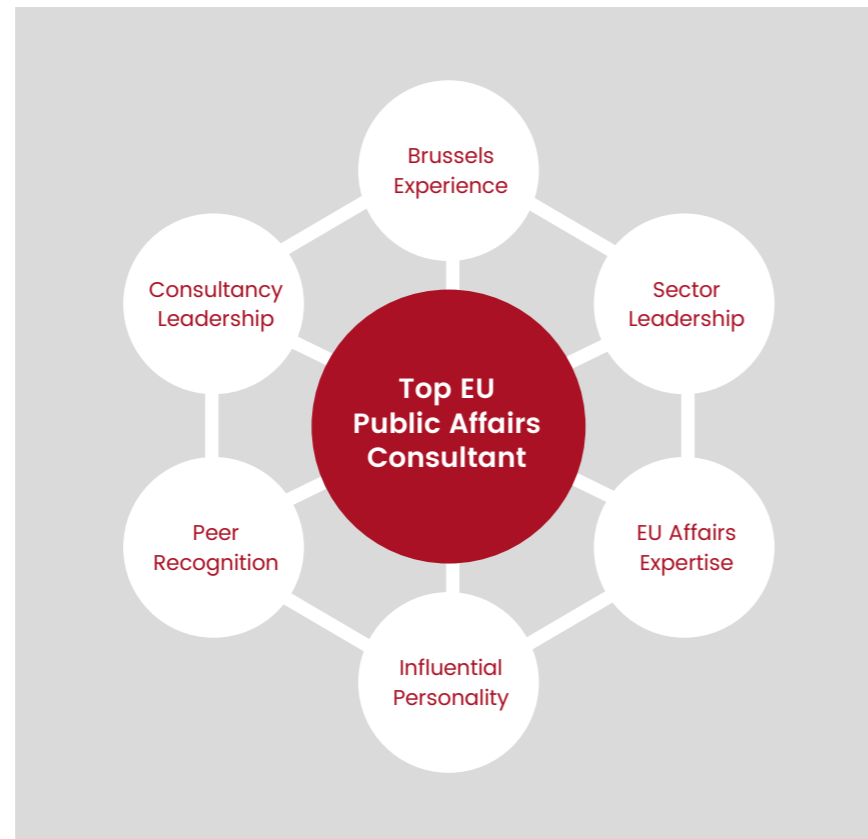 Brussels
Experience
Consultancy
Leadership
Sector
Leadership
Top EU
Public Affairs
Consultant
Peer
Recognition
EU Affairs
Expertise
Influential
Personality